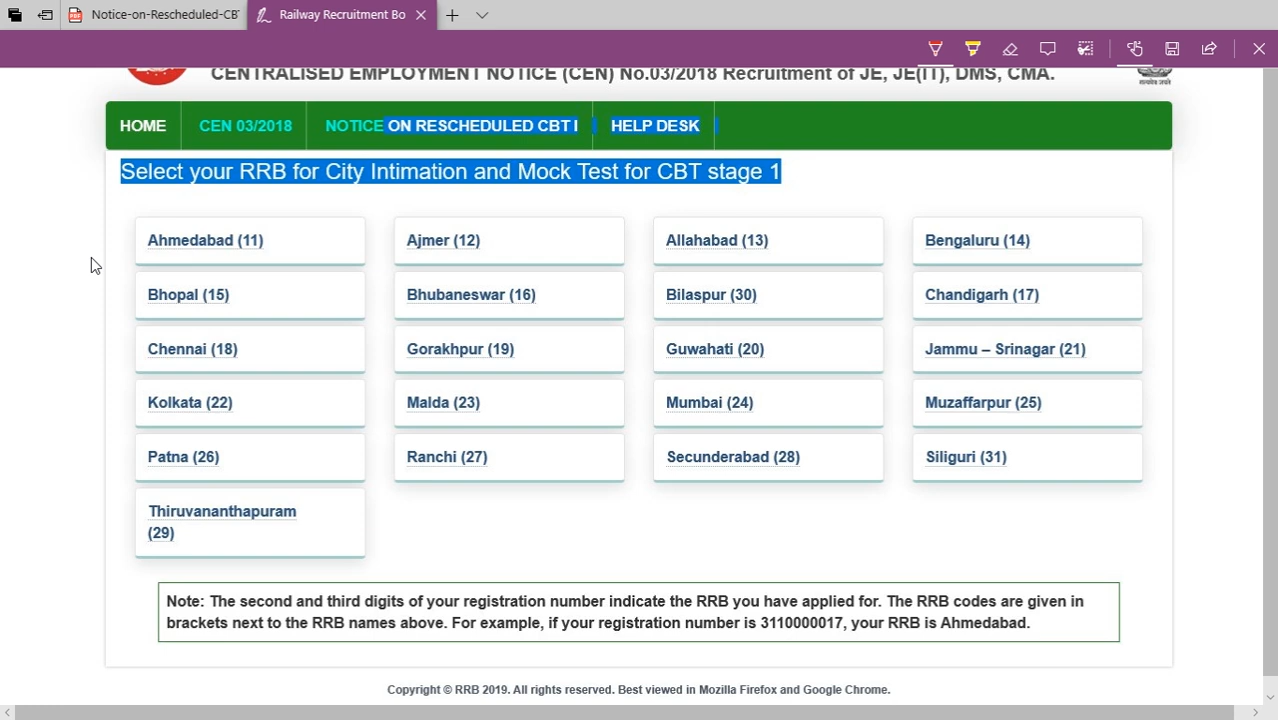 Notice-on-Rescheduled-CB
Railway Recruitment Bo
CENTRALISED EMPLOYMENT NOTICE (CEN) No.03/2018 Recruitment of JE, JE(IT), DMS, CMA.
HOME CEN 03/2018 NOTICE ON RESCHEDULED CBT I HELP DESK
Select your RRB for City Intimation and Mock Test for CBT stage 1
Ahmedabad (11) Ajmer (12) Allahabad (13) Bengaluru (14)
Bhopal (15) Bhubaneswar (16) Bilaspur (30) Chandigarh (17)
Chennai (18) Gorakhpur (19) Guwahati (20) Jammu – Srinagar (21)
Kolkata (22) Malda (23) Mumbai (24) Muzaffarpur (25)
Patna (26) Ranchi (27) Secunderabad (28) Siliguri (31)
Thiruvananthapuram
(29)
Note: The second and third digits of your registration number indicate the RRB you have applied for. The RRB codes are given in
brackets next to the RRB names above. For example, if your registration number is 3110000017, your RRB is Ahmedabad.
Copyright © RRB 2019. All rights reserved. Best viewed in Mozilla Firefox and Google Chrome.